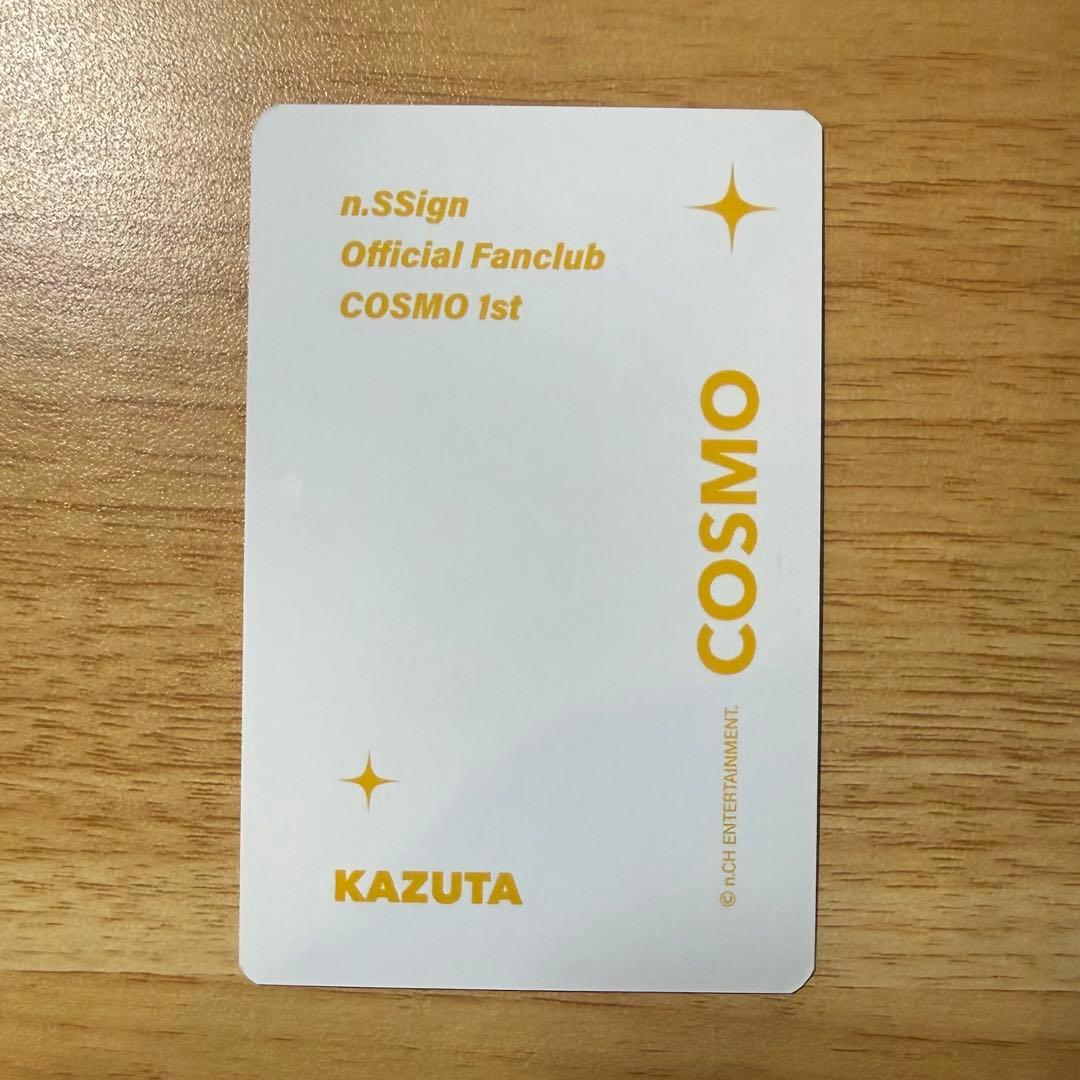 n.SSign
Official Fanclub
COSMO 1st
COSMO
© n.CH ENTERTAINMENT.
KAZUTA